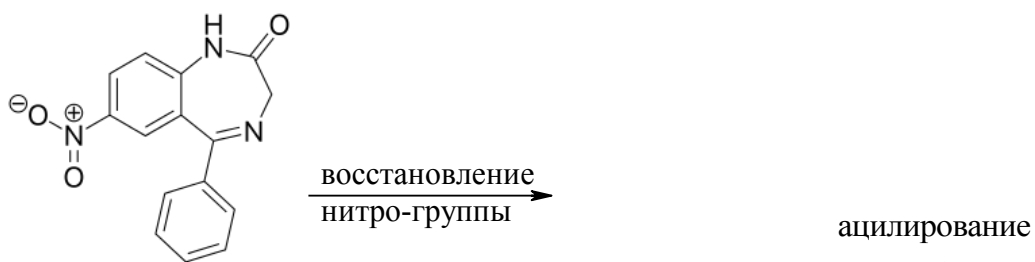 H
N
O
⊖
O
⊕
N
O
N
восстановление
нитро-группы
ацилирование